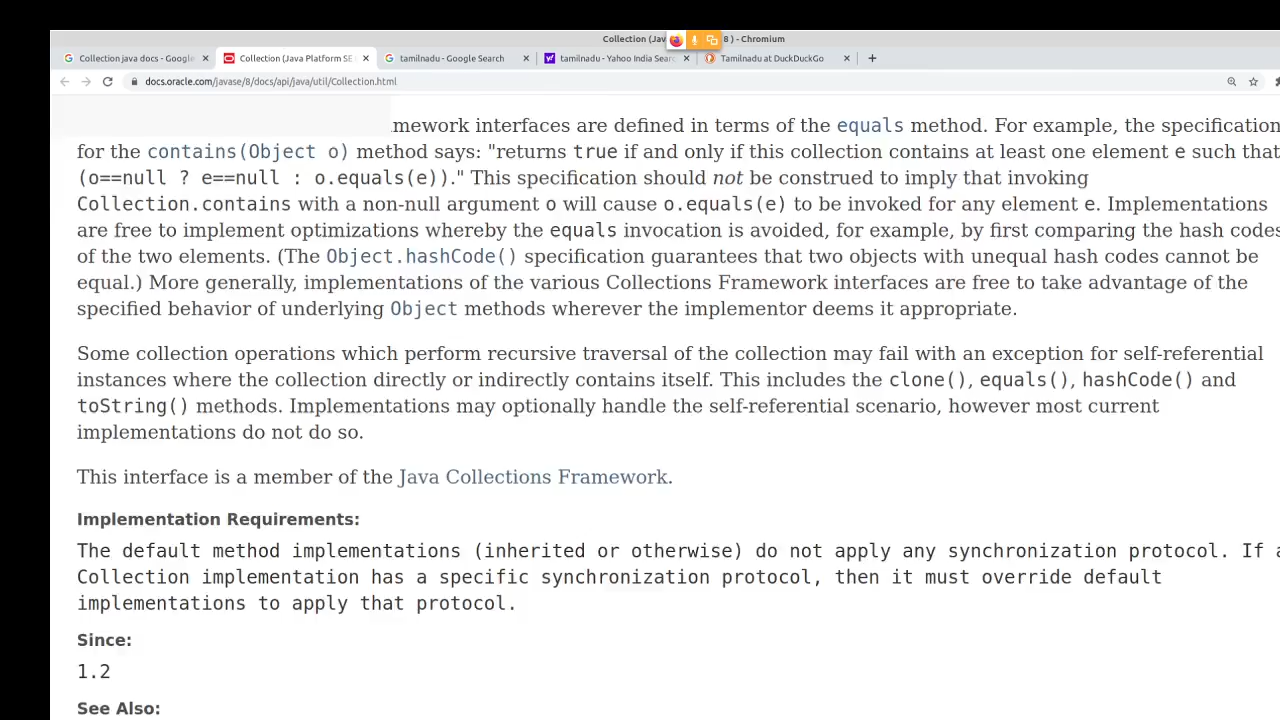 Collection (Jav 8 ) - Chromium
Collection java docs - Google
Collection (Java Platform SE
tamilnadu - Google Search
tamilnadu - Yahoo India Sear
Tamilnadu at DuckDuckGo
docs.oracle.com/javase/8/docs/api/java/util/Collection.html
mework interfaces are defined in terms of the equals method. For example, the specification
for the contains(Object o) method says: "returns true if and only if this collection contains at least one element e such that
(o==null ? e==null : o.equals(e))." This specification should not be construed to imply that invoking
Collection.contains with a non-null argument o will cause o.equals(e) to be invoked for any element e. Implementations
are free to implement optimizations whereby the equals invocation is avoided, for example, by first comparing the hash codes
of the two elements. (The Object.hashCode() specification guarantees that two objects with unequal hash codes cannot be
equal.) More generally, implementations of the various Collections Framework interfaces are free to take advantage of the
specified behavior of underlying Object methods wherever the implementor deems it appropriate.
Some collection operations which perform recursive traversal of the collection may fail with an exception for self-referential
instances where the collection directly or indirectly contains itself. This includes the clone(), equals(), hashCode() and
toString() methods. Implementations may optionally handle the self-referential scenario, however most current
implementations do not do so.
This interface is a member of the Java Collections Framework.
Implementation Requirements:
The default method implementations (inherited or otherwise) do not apply any synchronization protocol. If a
Collection implementation has a specific synchronization protocol, then it must override default
implementations to apply that protocol.
Since:
1.2
See Also: